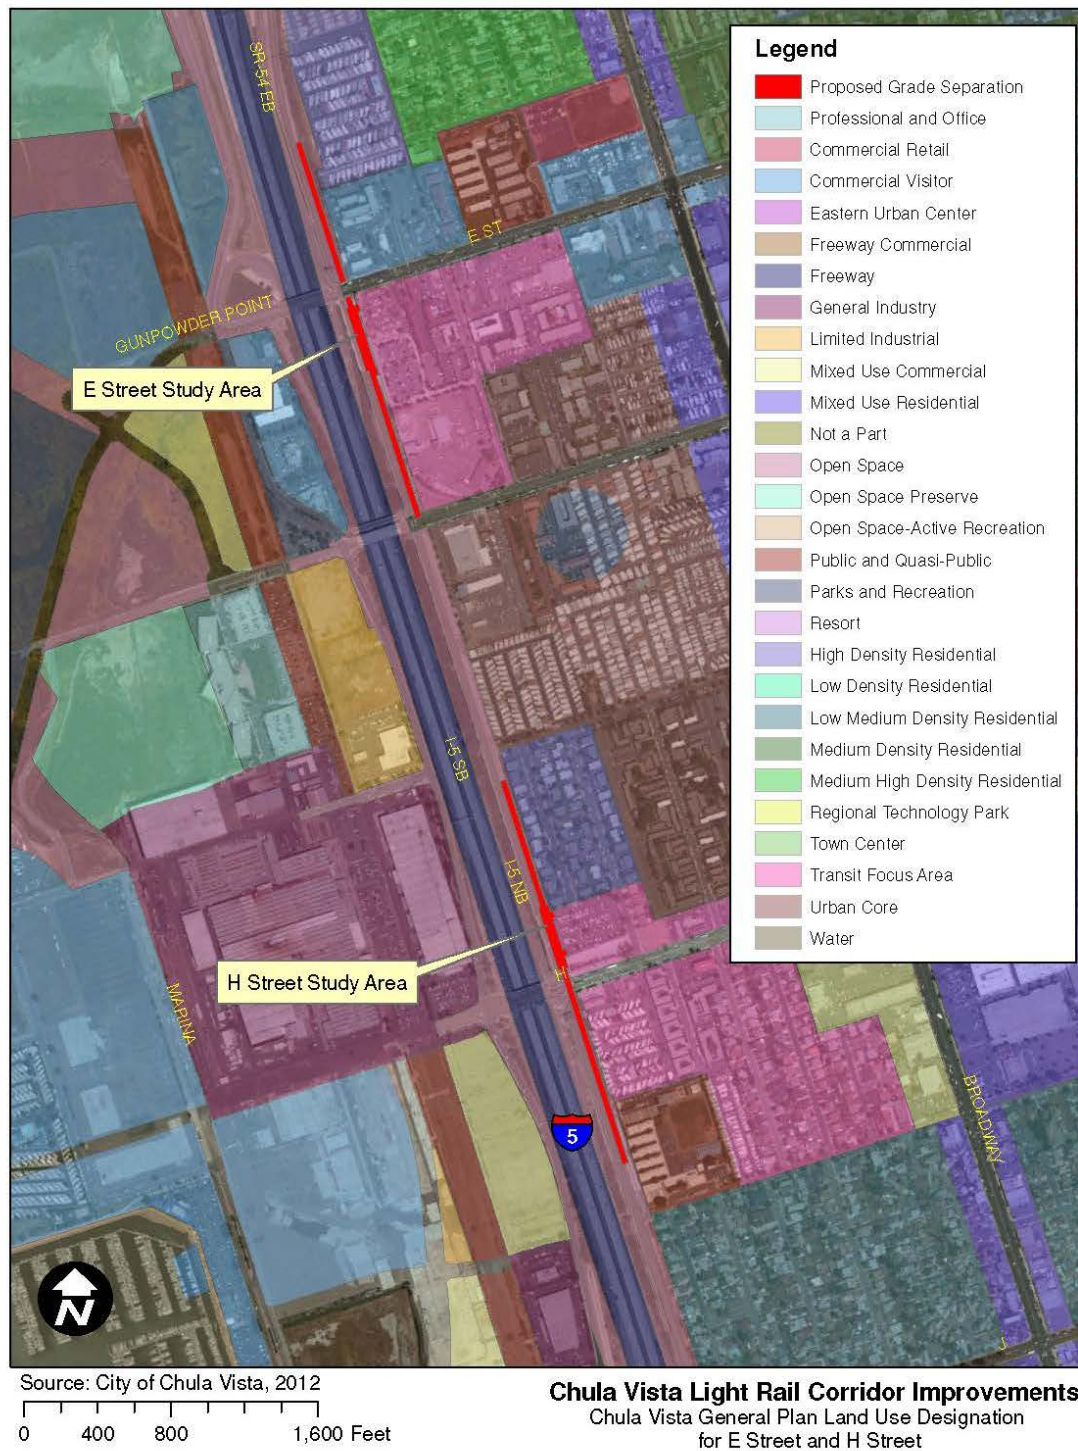 Legend
Proposed Grade Separation
Professional and Office
Commercial Retail
Commercial Visitor
Eastern Urban Center
Freeway Commercial
Freeway
General Industry
Limited Industrial
Mixed Use Commercial
Mixed Use Residential
Not a Part
Open Space
Open Space Preserve
Open Space-Active Recreation
Public and Quasi-Public
Parks and Recreation
Resort
High Density Residential
Low Density Residential
Low Medium Density Residential
Medium Density Residential
Medium High Density Residential
Regional Technology Park
Town Center
Transit Focus Area
Urban Core
Water
SR-54 EB
E ST
GUNPOWDER POINT
E Street Study Area
I-5 SB
I-5 NB
H Street Study Area
H
MARINA
5
BROADWAY
J
N
Source: City of Chula Vista, 2012
0 400 800 1,600 Feet
Chula Vista Light Rail Corridor Improvements
Chula Vista General Plan Land Use Designation
for E Street and H Street